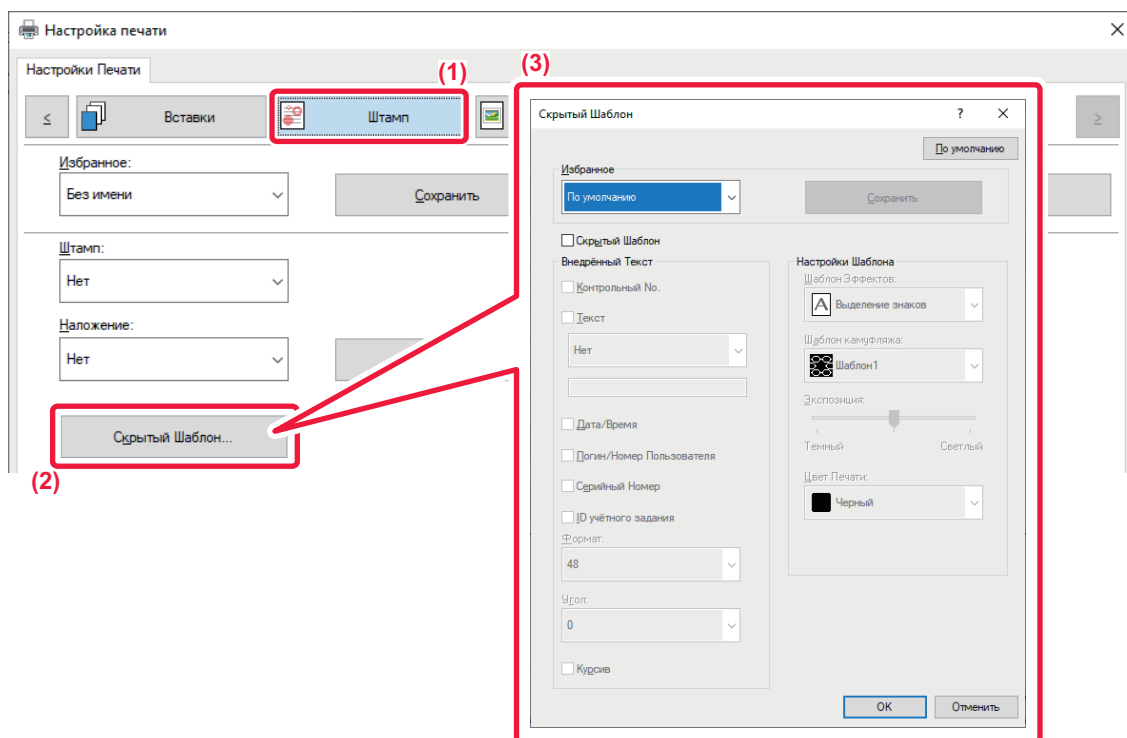 Настройка печати
Настройки Печати
(1)
(3)
<
Вставки
Штамп
>
Избранное:
Без имени
Сохранить
Штамп:
Нет
Наложение:
Нет
Скрытый Шаблон...
(2)
Скрытый Шаблон
?
По умолчанию
Избранное
По умолчанию
Сохранить
Скрытый Шаблон
Внедрённый Текст
Контрольный No.
Текст
Нет
Дата/Время
Логин/Номер Пользователя
Серийный Номер
ID учётного задания
Формат:
48
Угол:
0
Курсив
Настройки Шаблона
Шаблон Эффектов:
A Выделение знаков
Шаблон камуфляжа:
Шаблон1
Экспозиция:
Темный Светлый
Цвет Печати:
Черный
OK
Отменить